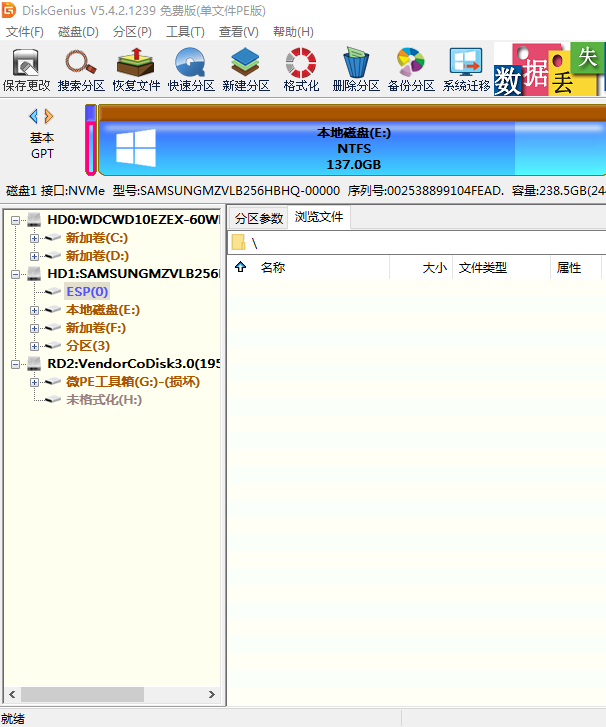 DiskGenius V5.4.2.1239 免费版(单文件PE版)
文件(F) 磁盘(D) 分区(P) 工具(T) 查看(V) 帮助(H)
保存更改 搜索分区 恢复文件 快速分区 新建分区 格式化 删除分区 备份分区 系统迁移 数据丢失
基本
GPT
本地磁盘(E:)
NTFS
137.0GB
磁盘1 接口:NVMe 型号:SAMSUNGMZVLB256HBHQ-00000 序列号:002538899104FEAD. 容量:238.5GB(24
HD0:WDCWD10EZEX-60W
新加卷(C:)
新加卷(D:)
HD1:SAMSUNGMZVLB256
ESP(0)
本地磁盘(E:)
新加卷(F:)
分区(3)
RD2:VendorCoDisk3.0(195
微PE工具箱(G:)-(损坏)
未格式化(H:)
分区参数 浏览文件
\
名称 大小 文件类型 属性
就绪